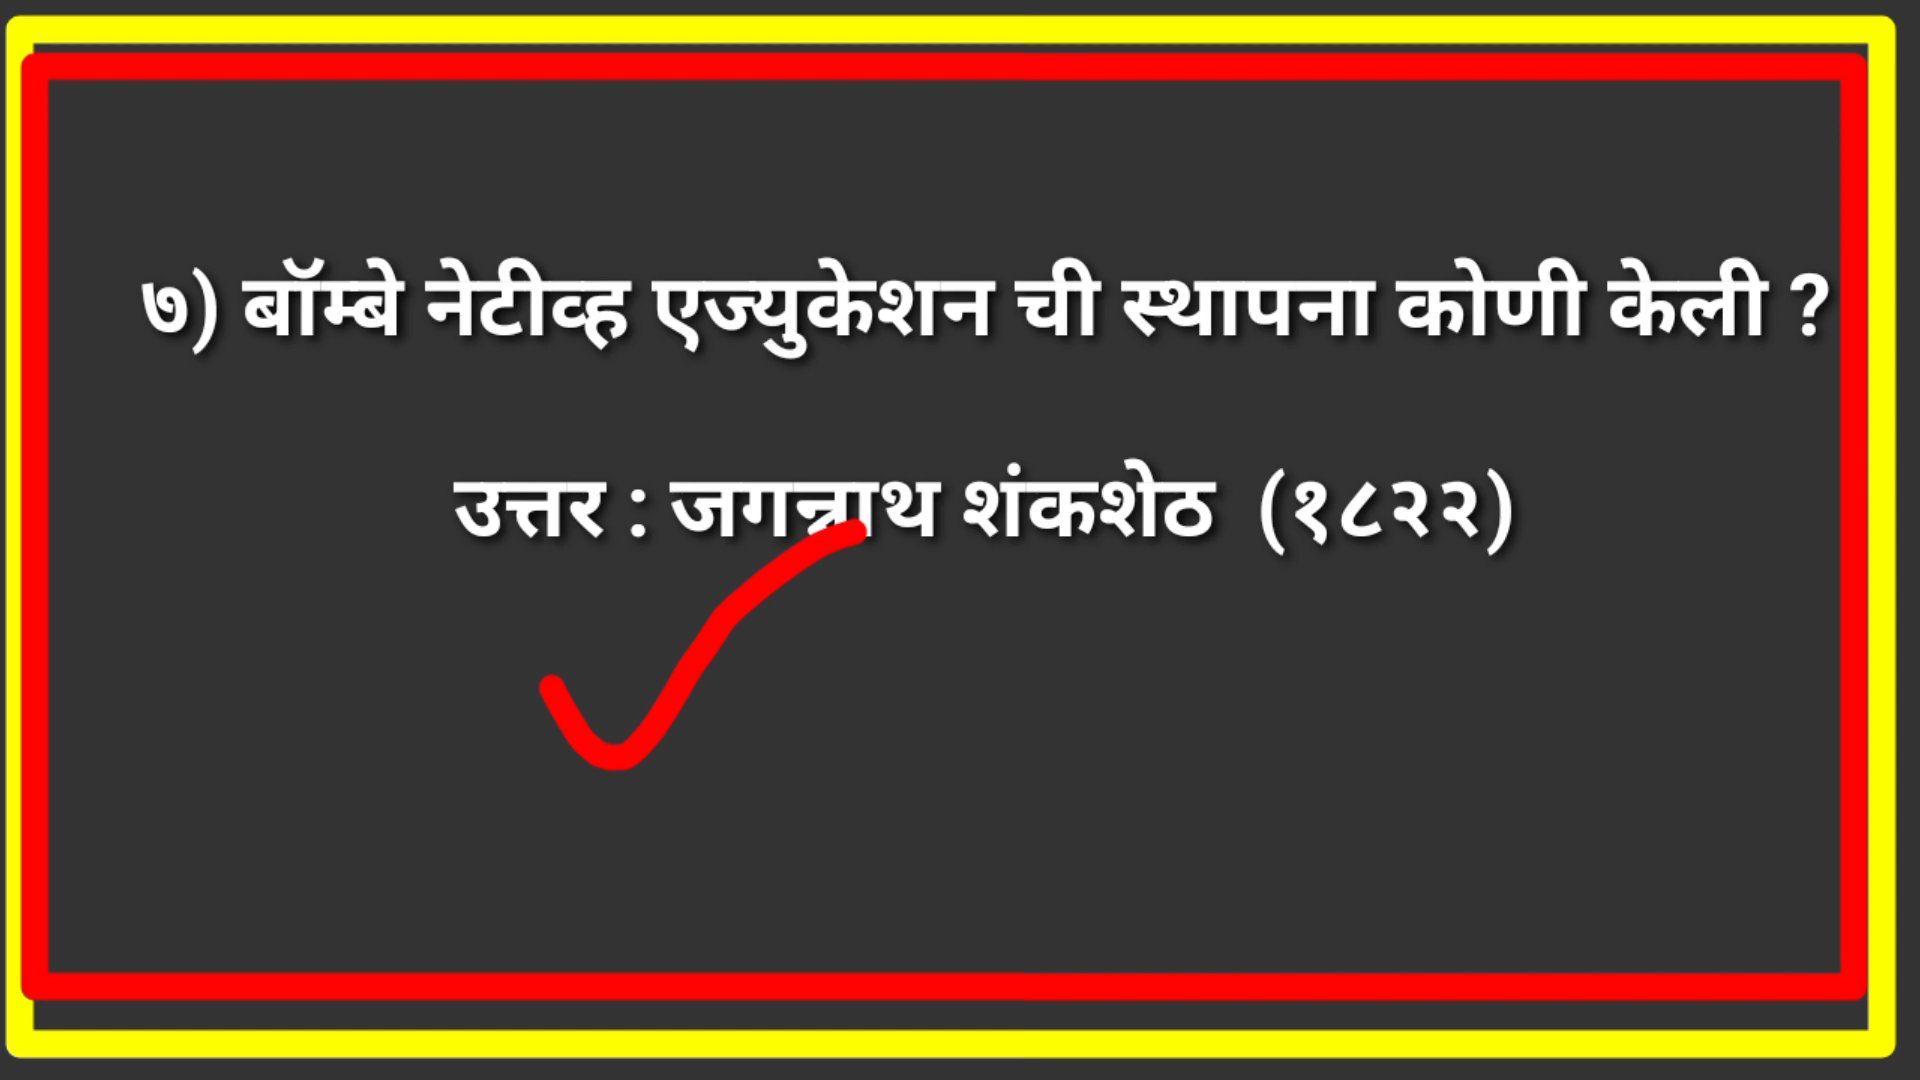 ७) बॉम्बे नेटीव्ह एज्युकेशन ची स्थापना कोणी केली ?
उत्तर : जगन्नाथ शंकशेठ (१८२२)